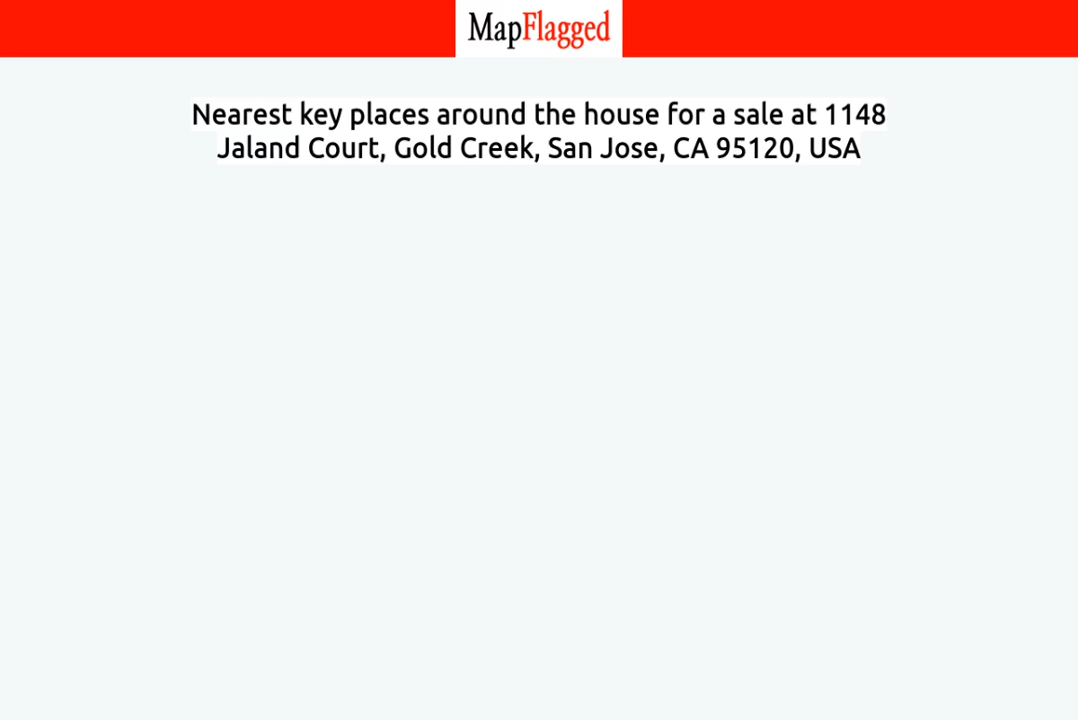 MapFlagged
Nearest key places around the house for a sale at 1148
Jaland Court, Gold Creek, San Jose, CA 95120, USA